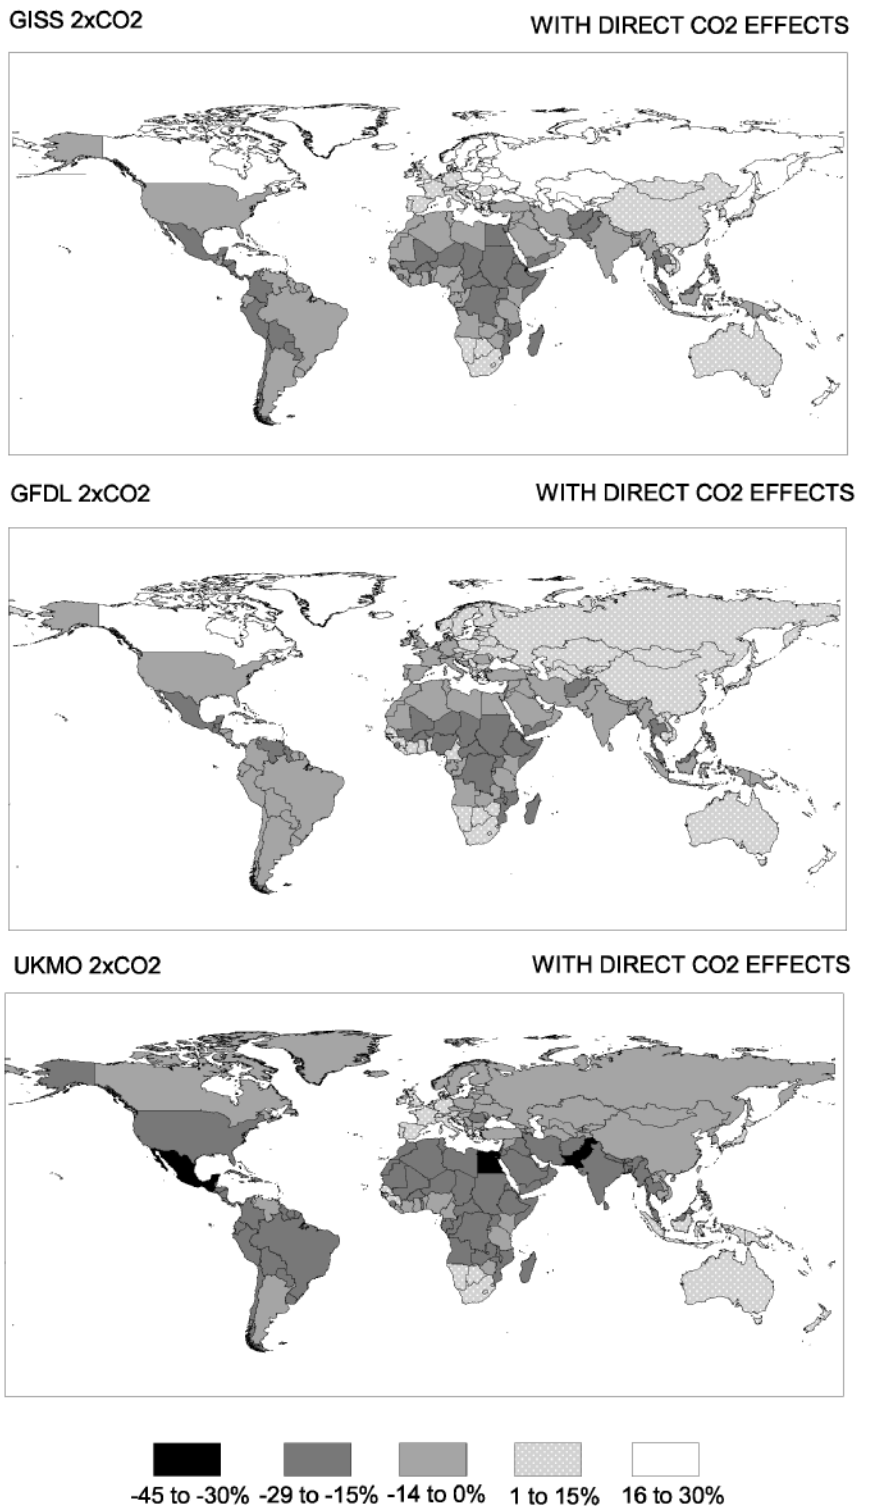 GISS 2xCO2 WITH DIRECT CO2 EFFECTS
GFDL 2xCO2 WITH DIRECT CO2 EFFECTS
UKMO 2xCO2 WITH DIRECT CO2 EFFECTS
-45 to -30% -29 to -15% -14 to 0% 1 to 15% 16 to 30%